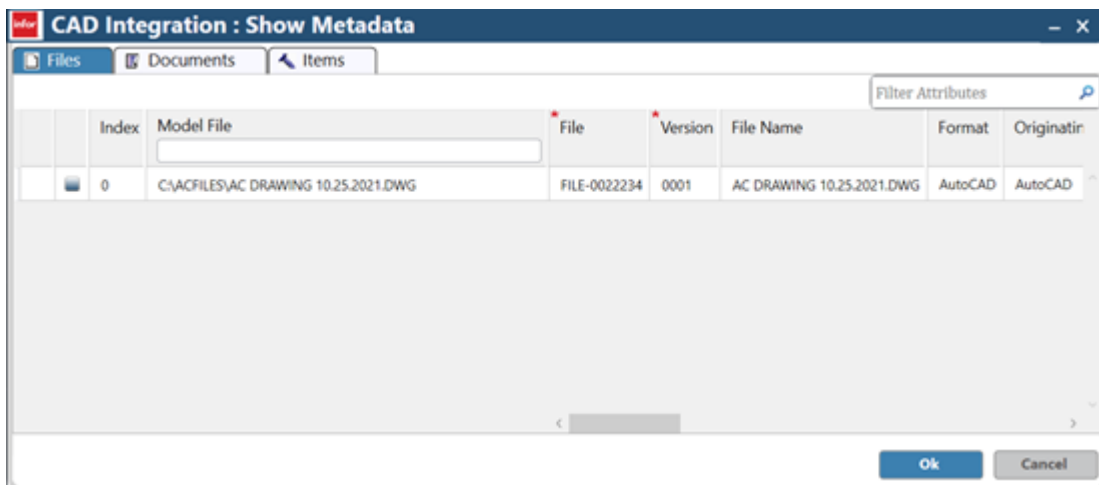 infor CAD Integration : Show Metadata
Files Documents Items
Filter Attributes
Index Model File *File *Version File Name Format Originatin
0 C:\ACFILES\AC DRAWING 10.25.2021.DWG FILE-0022234 0001 AC DRAWING 10.25.2021.DWG AutoCAD AutoCAD
Ok Cancel